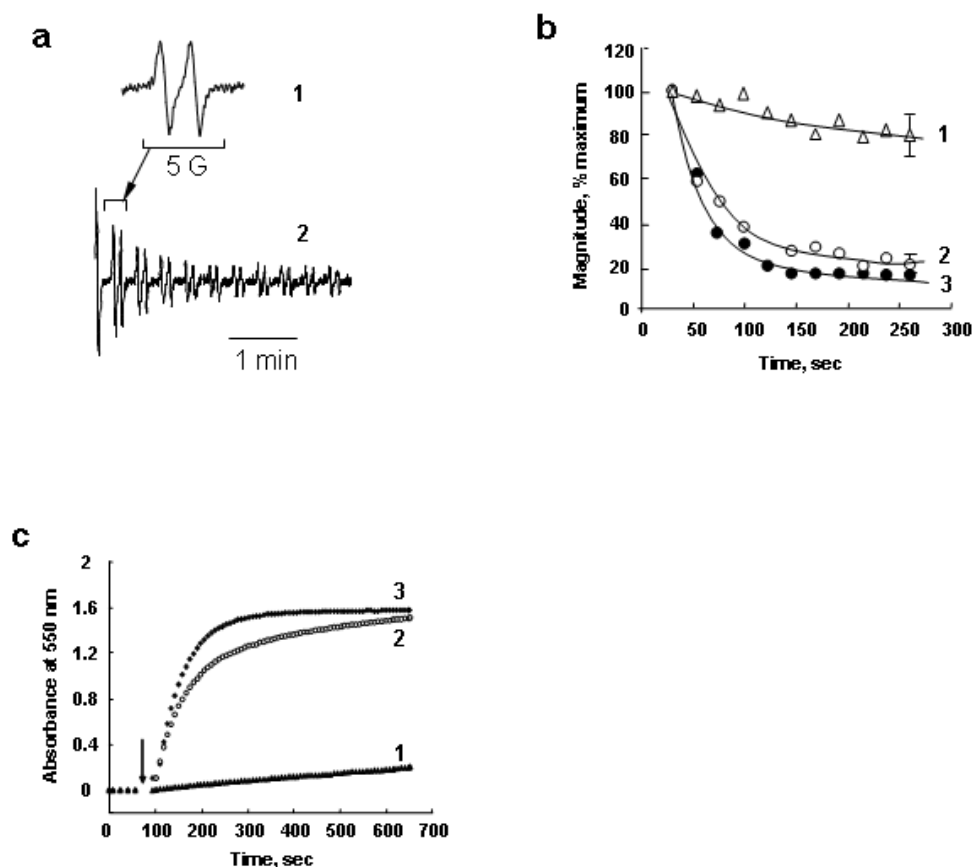 a
1
5 G
2
1 min
b
Magnitude, % maximum
120
100
80
60
40
20
0
0 50 100 150 200 250 300
Time, sec
1
2
3
c
Absorbance at 550 nm
2
1.6
1.2
0.8
0.4
0
0 100 200 300 400 500 600 700
Time, sec
3
2
1